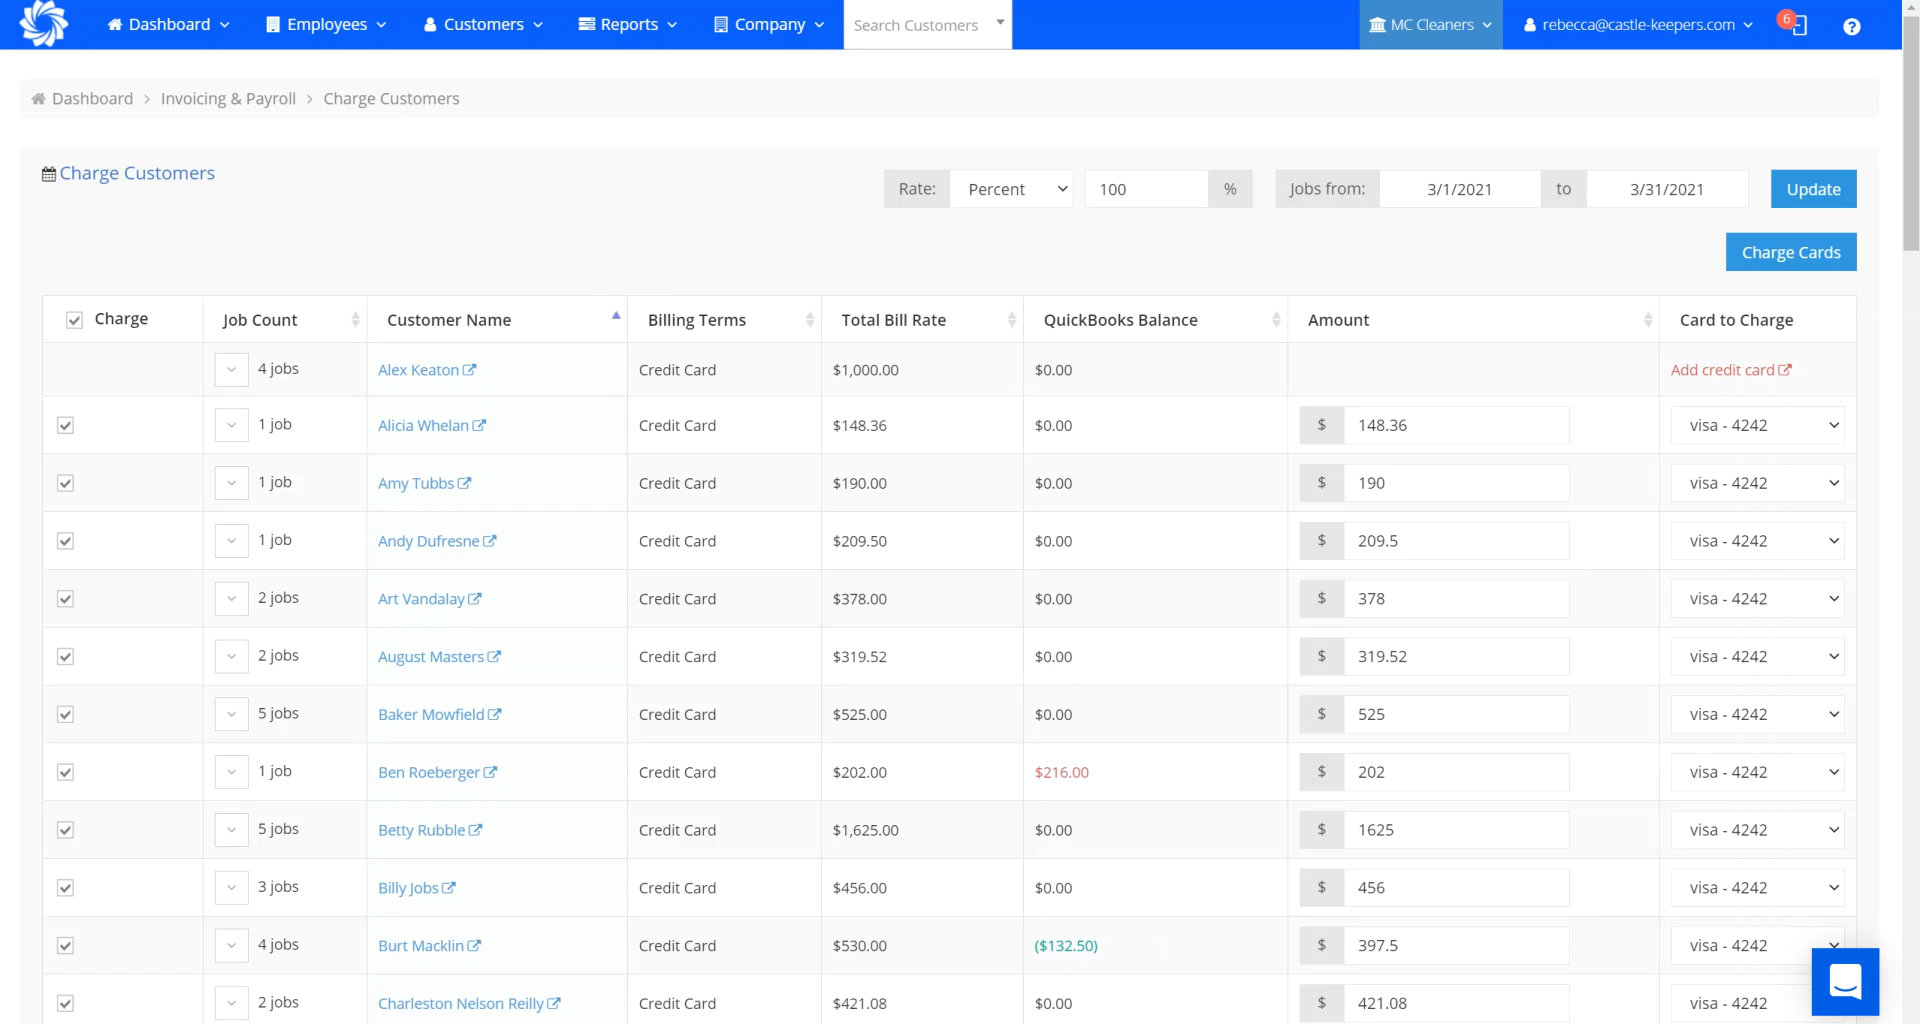 Dashboard Employees Customers Reports Company Search Customers MC Cleaners rebecca@castle-keepers.com 6 ?
Dashboard > Invoicing & Payroll > Charge Customers
Charge Customers
Rate: Percent 100 % Jobs from: 3/1/2021 to 3/31/2021 Update
Charge Cards
Charge Job Count Customer Name Billing Terms Total Bill Rate QuickBooks Balance Amount Card to Charge
4 jobs Alex Keaton Credit Card $1,000.00 $0.00 Add credit card
1 job Alicia Whelan Credit Card $148.36 $0.00 $ 148.36 visa - 4242
1 job Amy Tubbs Credit Card $190.00 $0.00 $ 190 visa - 4242
1 job Andy Dufresne Credit Card $209.50 $0.00 $ 209.5 visa - 4242
2 jobs Art Vandalay Credit Card $378.00 $0.00 $ 378 visa - 4242
2 jobs August Masters Credit Card $319.52 $0.00 $ 319.52 visa - 4242
5 jobs Baker Mowfield Credit Card $525.00 $0.00 $ 525 visa - 4242
1 job Ben Roeberger Credit Card $202.00 $216.00 $ 202 visa - 4242
5 jobs Betty Rubble Credit Card $1,625.00 $0.00 $ 1625 visa - 4242
3 jobs Billy Jobs Credit Card $456.00 $0.00 $ 456 visa - 4242
4 jobs Burt Macklin Credit Card $530.00 ($132.50) $ 397.5 visa - 4242
2 jobs Charleston Nelson Reilly Credit Card $421.08 $0.00 $ 421.08 visa - 4242